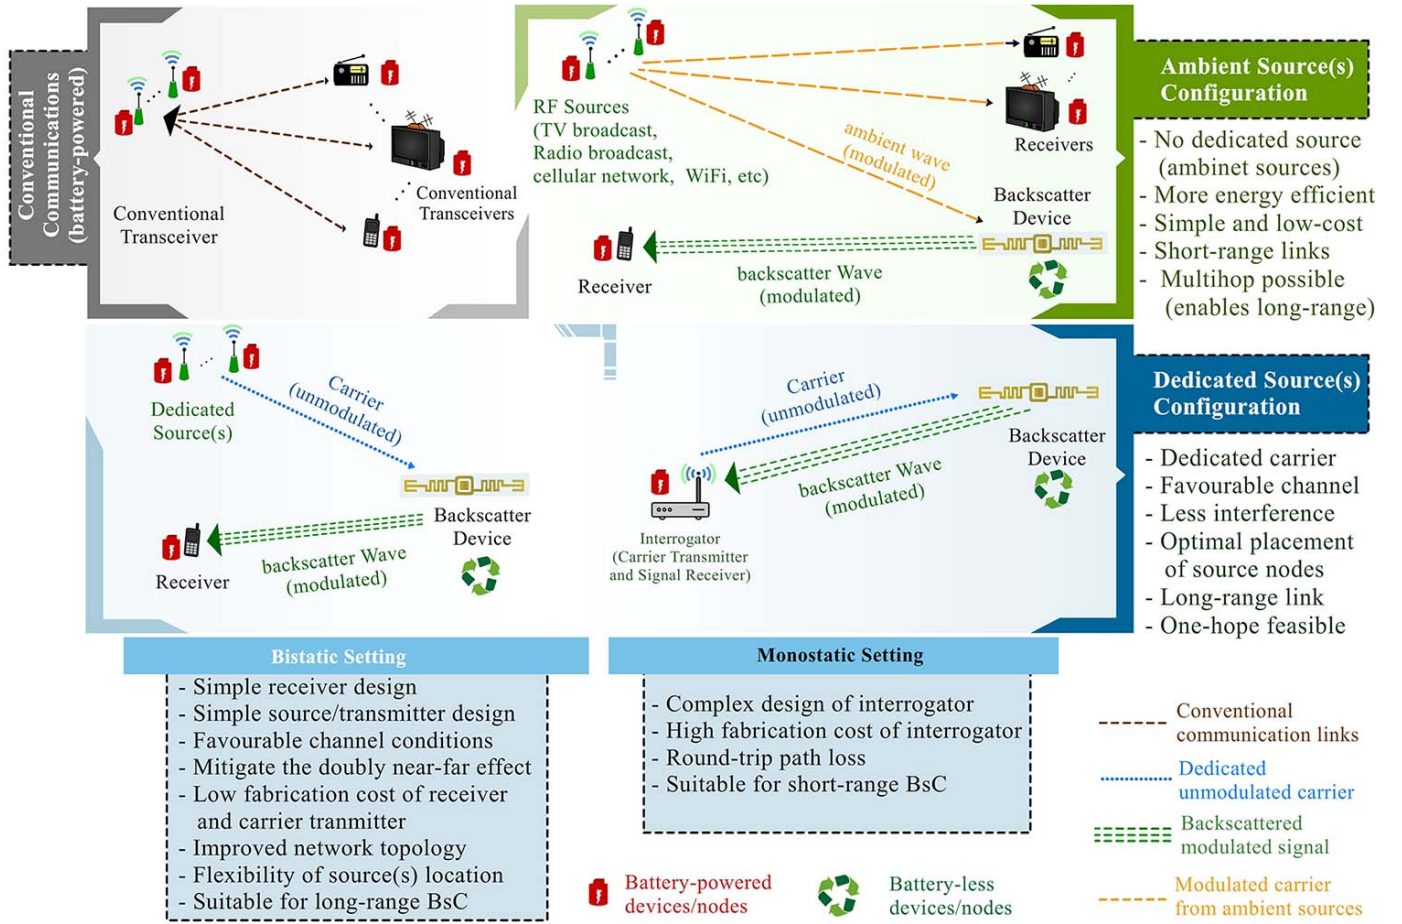 Conventional
Communications
(battery-powered)
Conventional
Transceiver
Conventional
Transceivers
RF Sources
(TV broadcast,
Radio broadcast,
cellular network, WiFi, etc)
ambient wave
(modulated)
Receivers
Backscatter
Device
Receiver
backscatter Wave
(modulated)
Ambient Source(s)
Configuration
- No dedicated source
(ambinet sources)
- More energy efficient
- Simple and low-cost
- Short-range links
- Multihop possible
(enables long-range)
Dedicated
Source(s)
Carrier
(unmodulated)
Backscatter
Device
backscatter Wave
(modulated)
Receiver
Carrier
(unmodulated)
backscatter Wave
(modulated)
Backscatter
Device
Interrogator
(Carrier Transmitter
and Signal Receiver)
Dedicated Source(s)
Configuration
- Dedicated carrier
- Favourable channel
- Less interference
- Optimal placement
of source nodes
- Long-range link
- One-hope feasible
Bistatic Setting
- Simple receiver design
- Simple source/transmitter design
- Favourable channel conditions
- Mitigate the doubly near-far effect
- Low fabrication cost of receiver
and carrier tranmitter
- Improved network topology
- Flexibility of source(s) location
- Suitable for long-range BsC
Monostatic Setting
- Complex design of interrogator
- High fabrication cost of interrogator
- Round-trip path loss
- Suitable for short-range BsC
Battery-powered
devices/nodes
Battery-less
devices/nodes
Conventional
communication links
Dedicated
unmodulated carrier
Backscattered
modulated signal
Modulated carrier
from ambient sources